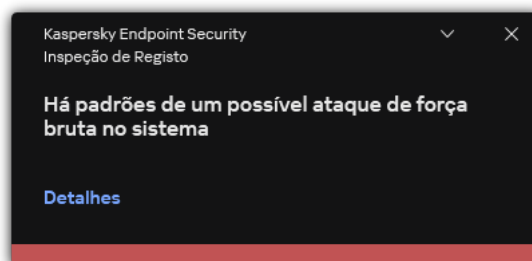 Kaspersky Endpoint Security
Inspeção de Registo
Há padrões de um possível ataque de força
bruta no sistema
Detalhes